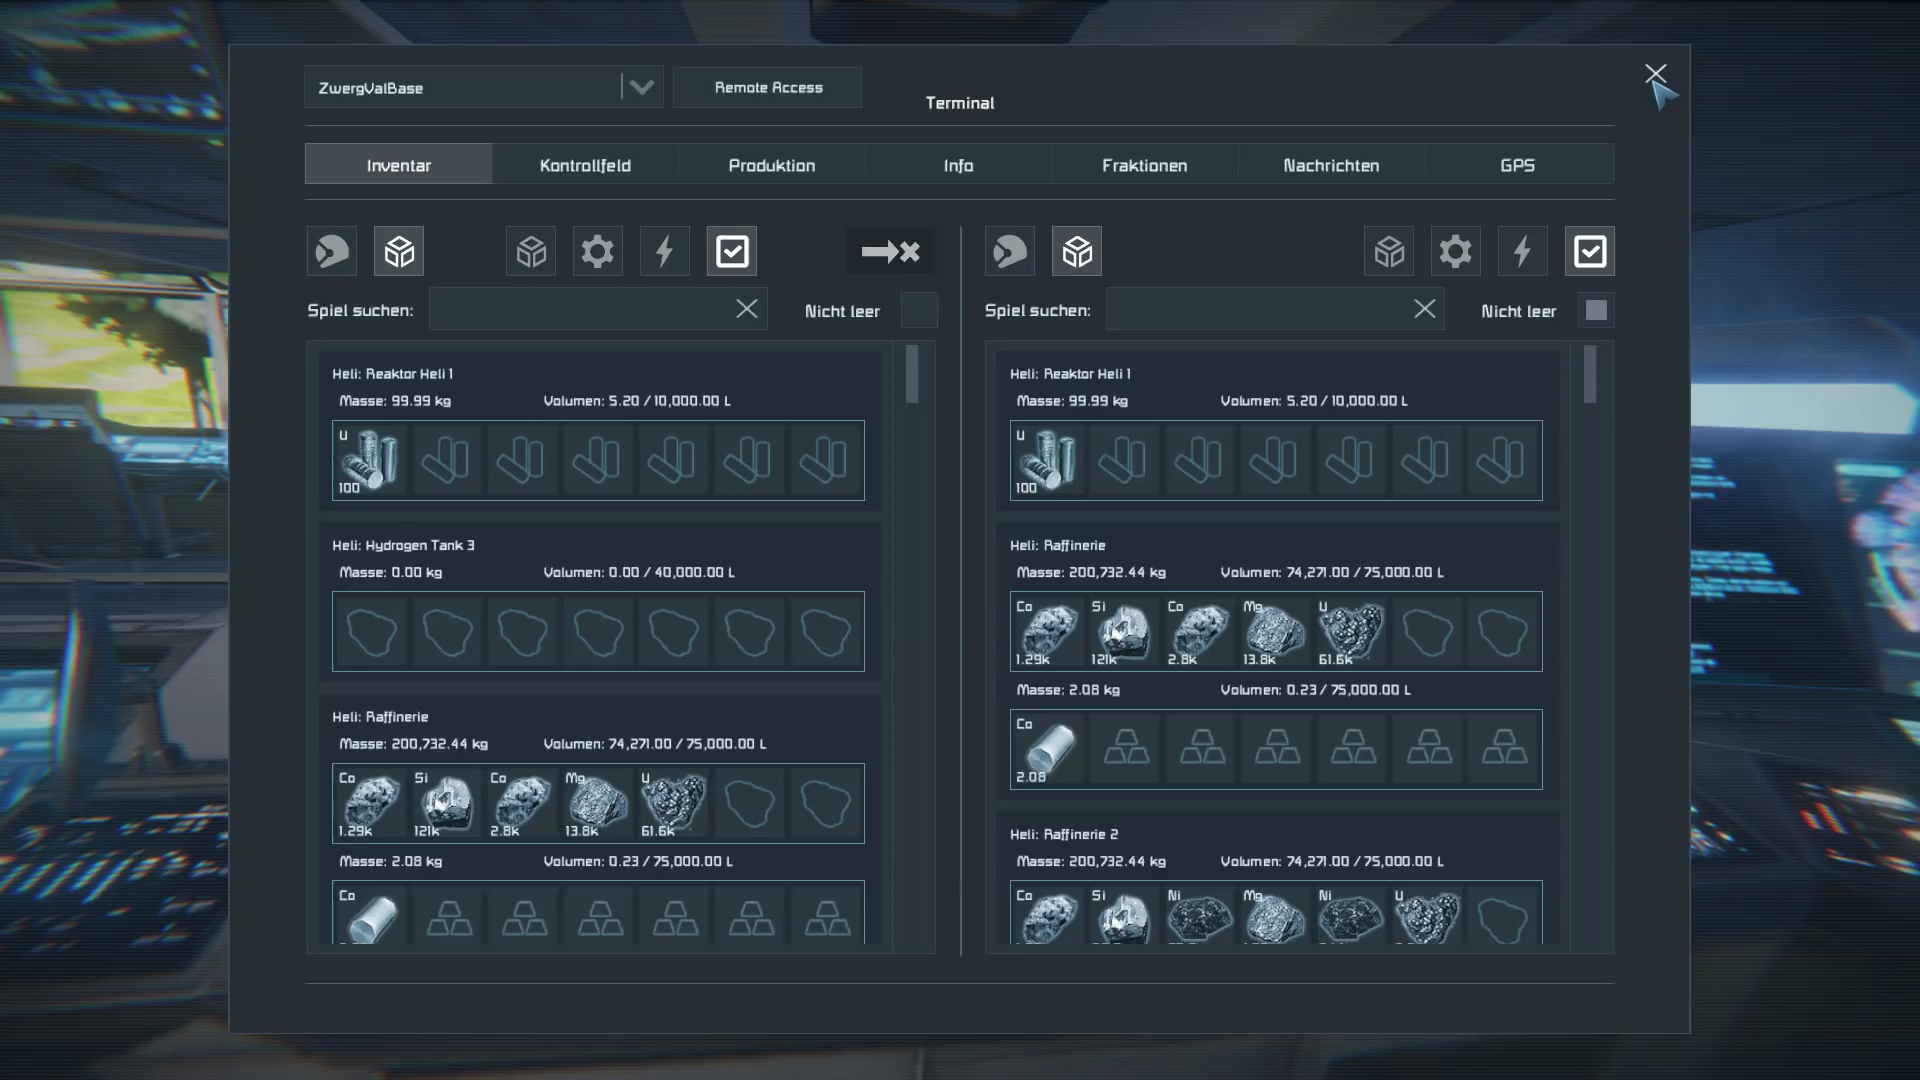 ZwergValBase
Remote Access
Terminal
Inventar
Kontrollfeld
Produktion
Info
Fraktionen
Nachrichten
GPS
Spiel suchen:
Nicht leer
Heli: Reaktor Heli 1
Masse: 99.99 kg
Volumen: 5.20 / 10,000.00 L
U
100
Heli: Hydrogen Tank 3
Masse: 0.00 kg
Volumen: 0.00 / 40,000.00 L
Heli: Raffinerie
Masse: 200,732.44 kg
Volumen: 74,271.00 / 75,000.00 L
Co Si Co Mg U
1.29k 121k 2.8k 13.8k 61.6k
Masse: 2.08 kg
Volumen: 0.23 / 75,000.00 L
Co
Spiel suchen:
Nicht leer
Heli: Reaktor Heli 1
Masse: 99.99 kg
Volumen: 5.20 / 10,000.00 L
U
100
Heli: Raffinerie
Masse: 200,732.44 kg
Volumen: 74,271.00 / 75,000.00 L
Co Si Co Mg U
1.29k 121k 2.8k 13.8k 61.6k
Masse: 2.08 kg
Volumen: 0.23 / 75,000.00 L
Co
2.08
Heli: Raffinerie 2
Masse: 200,732.44 kg
Volumen: 74,271.00 / 75,000.00 L
Co Si Ni Mg Ni U